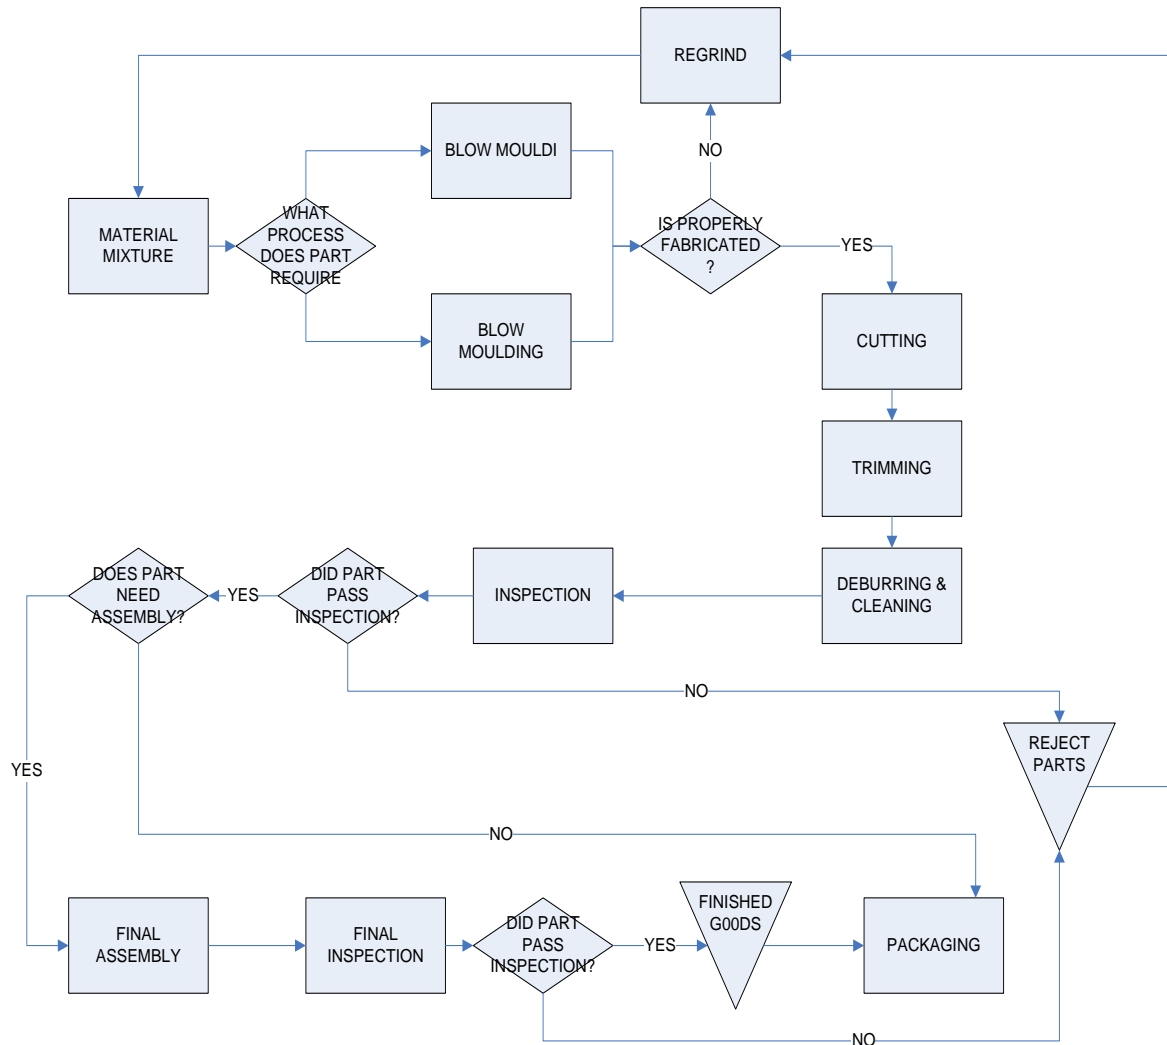 REGRIND
BLOW MOULDI
NO
MATERIAL
MIXTURE
WHAT
PROCESS
DOES PART
REQUIRE
IS PROPERLY
FABRICATED
?
YES
BLOW
MOULDING
CUTTING
TRIMMING
DOES PART
NEED
ASSEMBLY?
YES
DID PART
PASS
INSPECTION?
INSPECTION
DEBURRING &
CLEANING
NO
REJECT
PARTS
YES
NO
FINAL
ASSEMBLY
FINAL
INSPECTION
DID PART
PASS
INSPECTION?
YES
FINISHED
G00DS
PACKAGING
NO